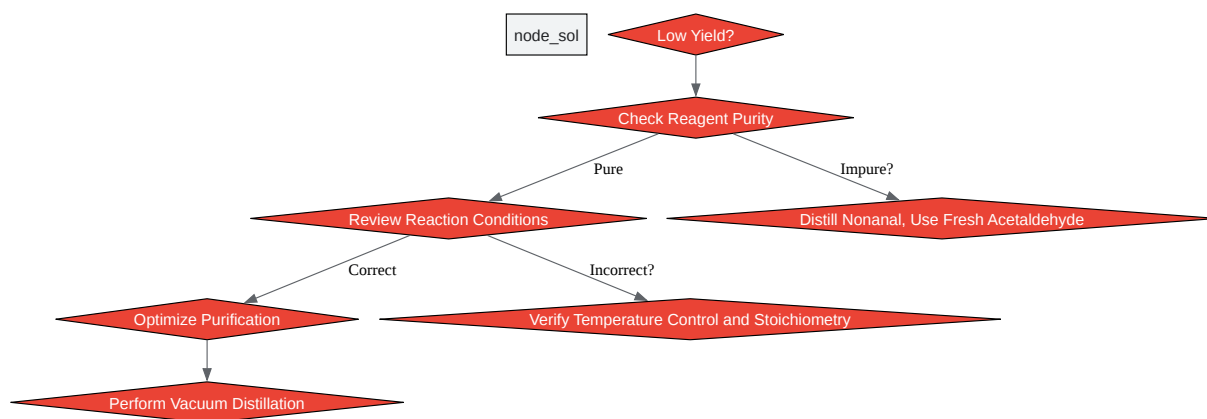 node_sol
Low Yield?
Check Reagent Purity
Pure
Impure?
Review Reaction Conditions
Distill Nonanal, Use Fresh Acetaldehyde
Correct
Incorrect?
Optimize Purification
Verify Temperature Control and Stoichiometry
Perform Vacuum Distillation